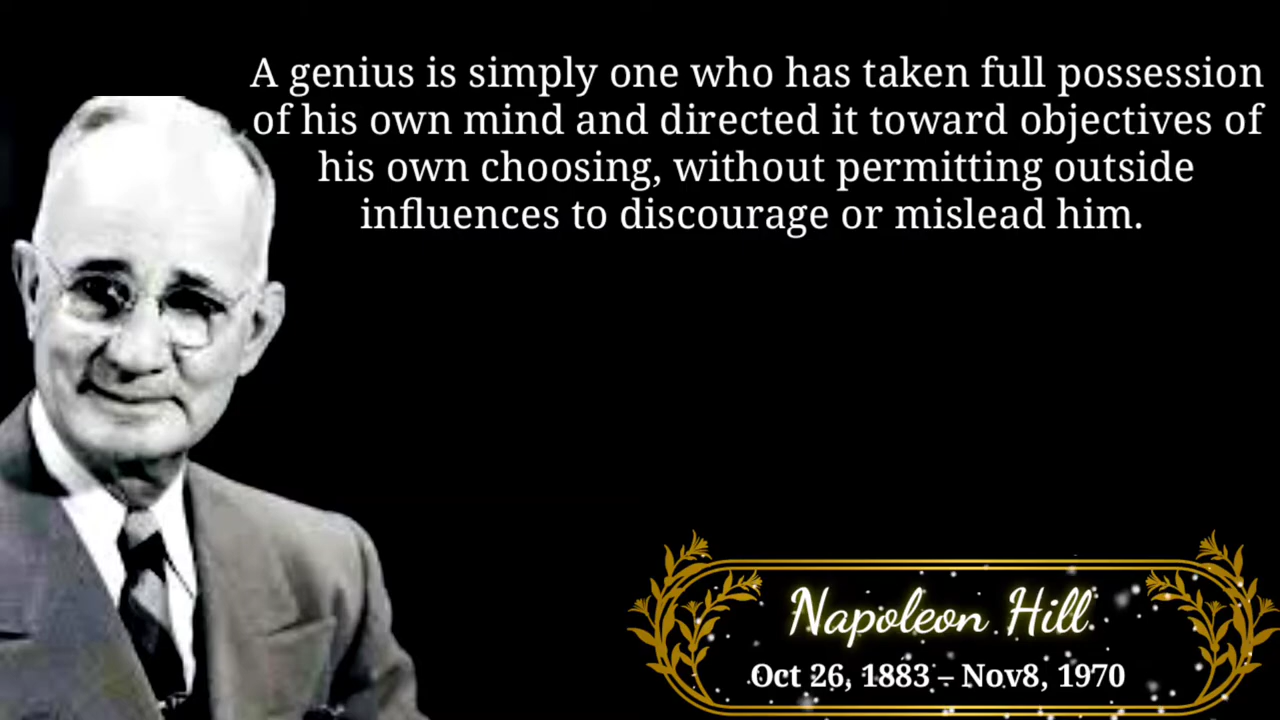 A genius is simply one who has taken full possession
of his own mind and directed it toward objectives of
his own choosing, without permitting outside
influences to discourage or mislead him.
Napoleon Hill
Oct 26, 1883 – Nov8, 1970